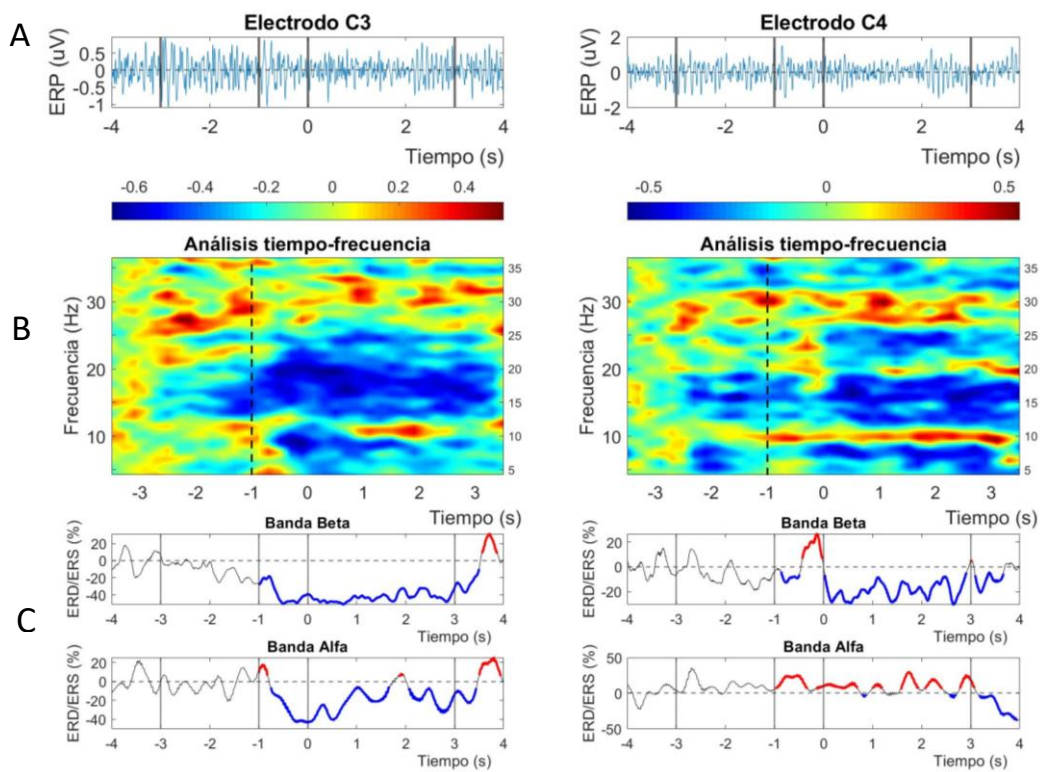 A
Electrodo C3
ERP (uV)
0.5
0
-0.5
-1
-4 -2 0 2 4
Tiempo (s)
Electrodo C4
ERP (uV)
2
0
-2
-4 -2 0 2 4
Tiempo (s)
-0.6 -0.4 -0.2 0 0.2 0.4
-0.5 0 0.5
B
Análisis tiempo-frecuencia
Frecuencia (Hz)
30
20
10
35
30
25
20
15
10
5
-3 -2 -1 0 1 2 3
Tiempo (s)
Análisis tiempo-frecuencia
Frecuencia (Hz)
30
20
10
35
30
25
20
15
10
5
-3 -2 -1 0 1 2 3
Tiempo (s)
C
Banda Beta
ERD/ERS (%)
20
0
-20
-40
-4 -3 -2 -1 0 1 2 3 4
Tiempo (s)
Banda Beta
ERD/ERS (%)
20
0
-20
-4 -3 -2 -1 0 1 2 3 4
Tiempo (s)
Banda Alfa
ERD/ERS (%)
20
0
-20
-40
-4 -3 -2 -1 0 1 2 3 4
Tiempo (s)
Banda Alfa
ERD/ERS (%)
50
0
50
-4 -3 -2 -1 0 1 2 3 4
Tiempo (s)